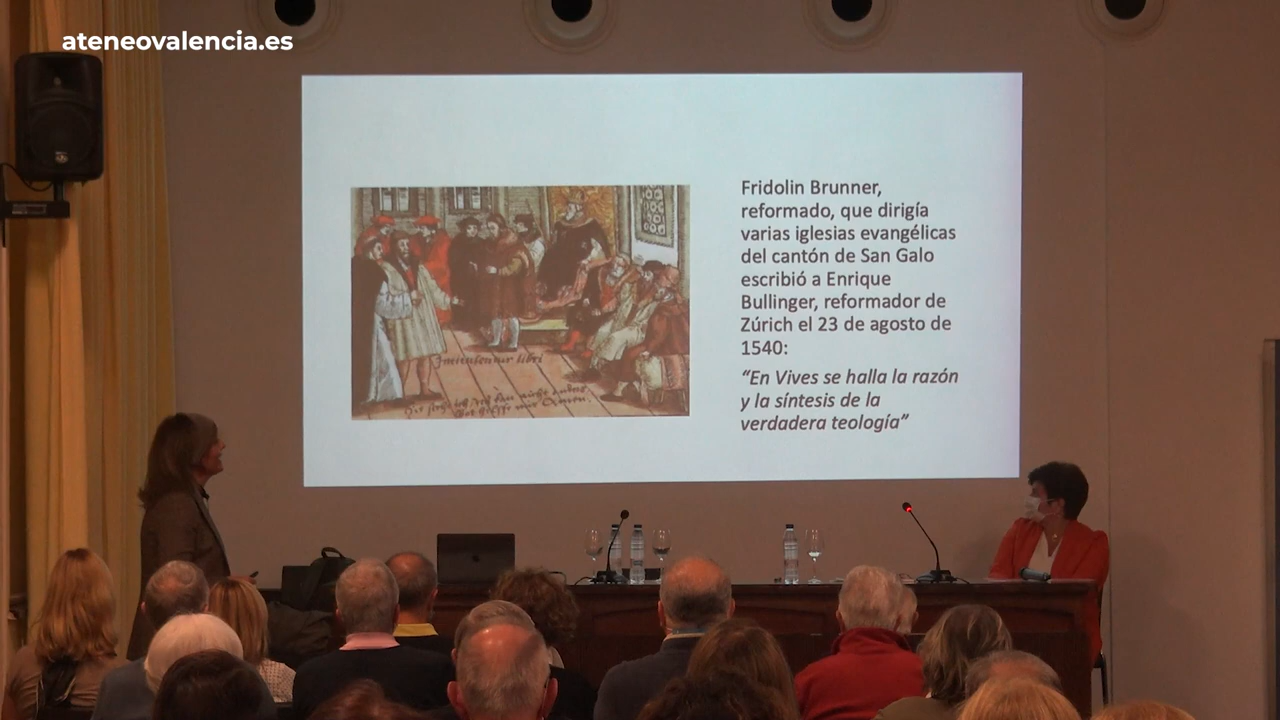 ateneovalencia.es
Fridolin Brunner,
reformado, que dirigía
varias iglesias evangélicas
del cantón de San Galo
escribió a Enrique
Bullinger, reformador de
Zúrich el 23 de agosto de
1540:
“En Vives se halla la razón
y la síntesis de la
verdadera teología”